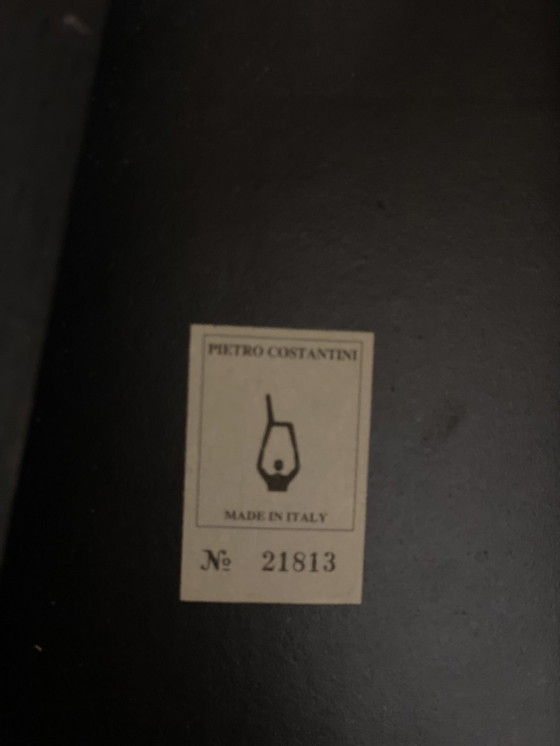 PIETRO COSTANTINI
MADE IN ITALY
№ 21813